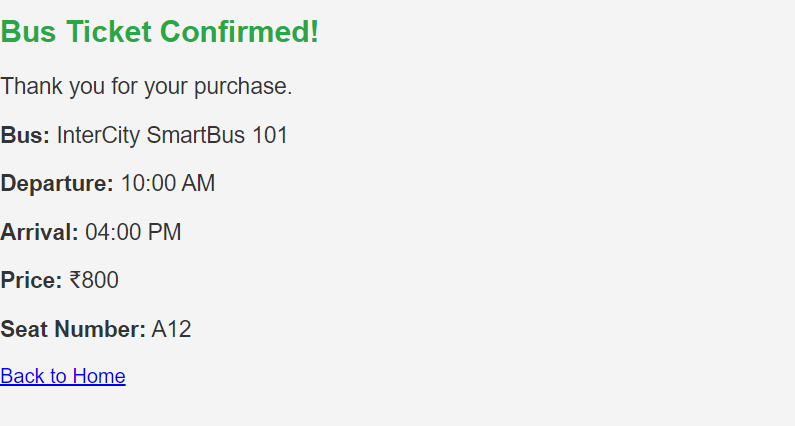 Bus Ticket Confirmed!
Thank you for your purchase.
Bus: InterCity SmartBus 101
Departure: 10:00 AM
Arrival: 04:00 PM
Price: ₹800
Seat Number: A12
Back to Home